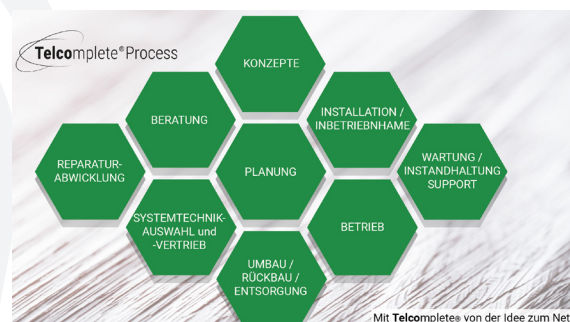 Telcomplete®Process
KONZEPTE
BERATUNG
INSTALLATION /
INBETRIEBNHAME
REPARATUR-
ABWICKLUNG
PLANUNG
WARTUNG /
INSTANDHALTUNG
SUPPORT
SYSTEMTECHNIK-
AUSWAHL und
-VERTRIEB
BETRIEB
UMBAU /
RÜCKBAU /
ENTSORGUNG
Mit Telcomplete® von der Idee zum Net